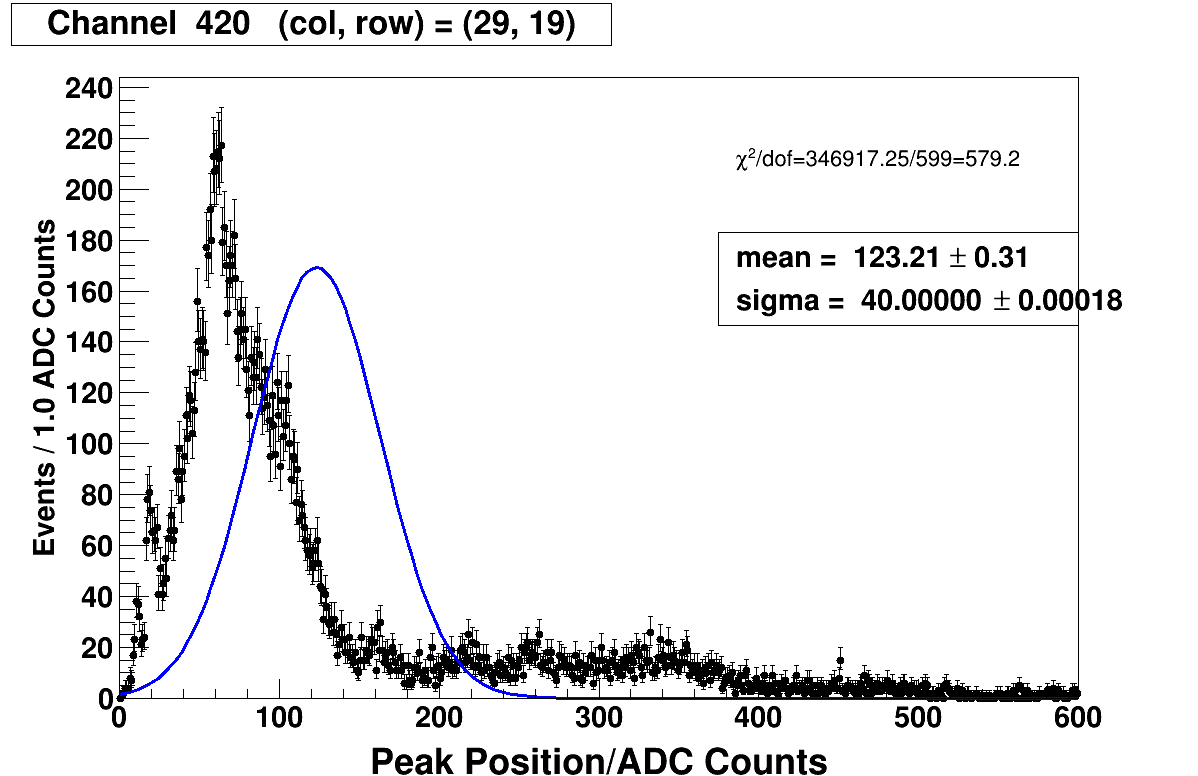 Channel 420 (col, row) = (29, 19)
240
220
200
180
160
140
120
100
80
60
40
20
0
Events / 1.0 ADC Counts
χ²/dof=346917.25/599=579.2
mean = 123.21 ± 0.31
sigma = 40.00000 ± 0.00018
0 100 200 300 400 500 600
Peak Position/ADC Counts